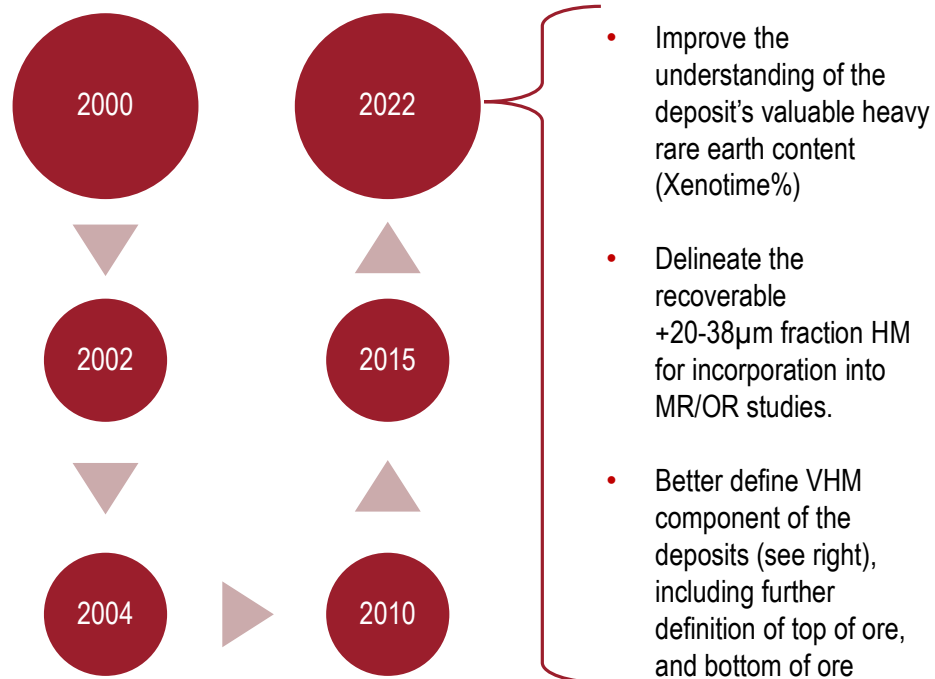 2000
2002
2004
2010
2015
2022
• Improve the
understanding of the
deposit’s valuable heavy
rare earth content
(Xenotime%)
• Delineate the
recoverable
+20-38µm fraction HM
for incorporation into
MR/OR studies.
• Better define VHM
component of the
deposits (see right),
including further
definition of top of ore,
and bottom of ore